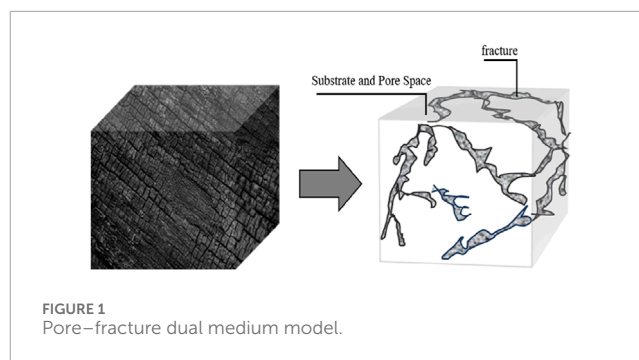 fracture
Substrate and Pore Space
FIGURE 1
Pore–fracture dual medium model.